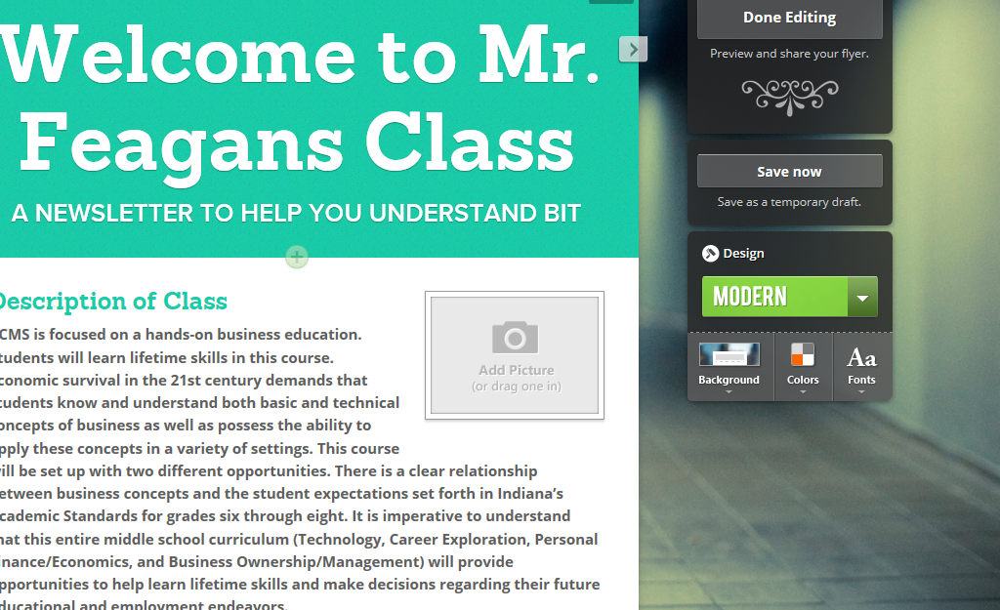 Welcome to Mr.
Feagans Class
A NEWSLETTER TO HELP YOU UNDERSTAND BIT
Description of Class
CMS is focused on a hands-on business education.
tudents will learn lifetime skills in this course.
conomic survival in the 21st century demands that
tudents know and understand both basic and technical
oncepts of business as well as possess the ability to
pply these concepts in a variety of settings. This course
ill be set up with two different opportunities. There is a clear relationship
etween business concepts and the student expectations set forth in Indiana’s
cademic Standards for grades six through eight. It is imperative to understand
hat this entire middle school curriculum (Technology, Career Exploration, Personal
inance/Economics, and Business Ownership/Management) will provide
pportunities to help learn lifetime skills and make decisions regarding their future
ducational and employment endeavors.
Add Picture
(or drag one in)
Done Editing
Preview and share your flyer.
Save now
Save as a temporary draft.
Design
MODERN
Background
Colors
Aa
Fonts